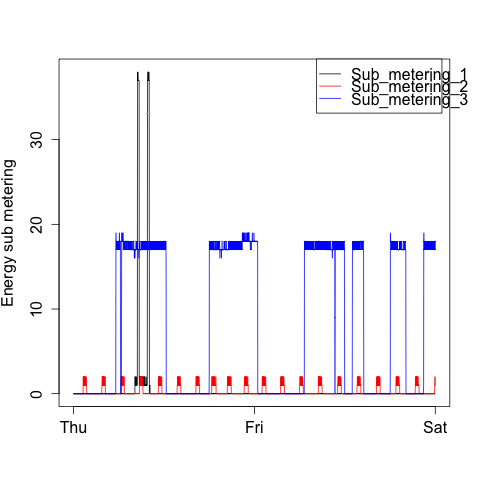 Sub_metering_1
Sub_metering_2
Sub_metering_3
Energy sub metering
30
20
10
0
Thu Fri Sat